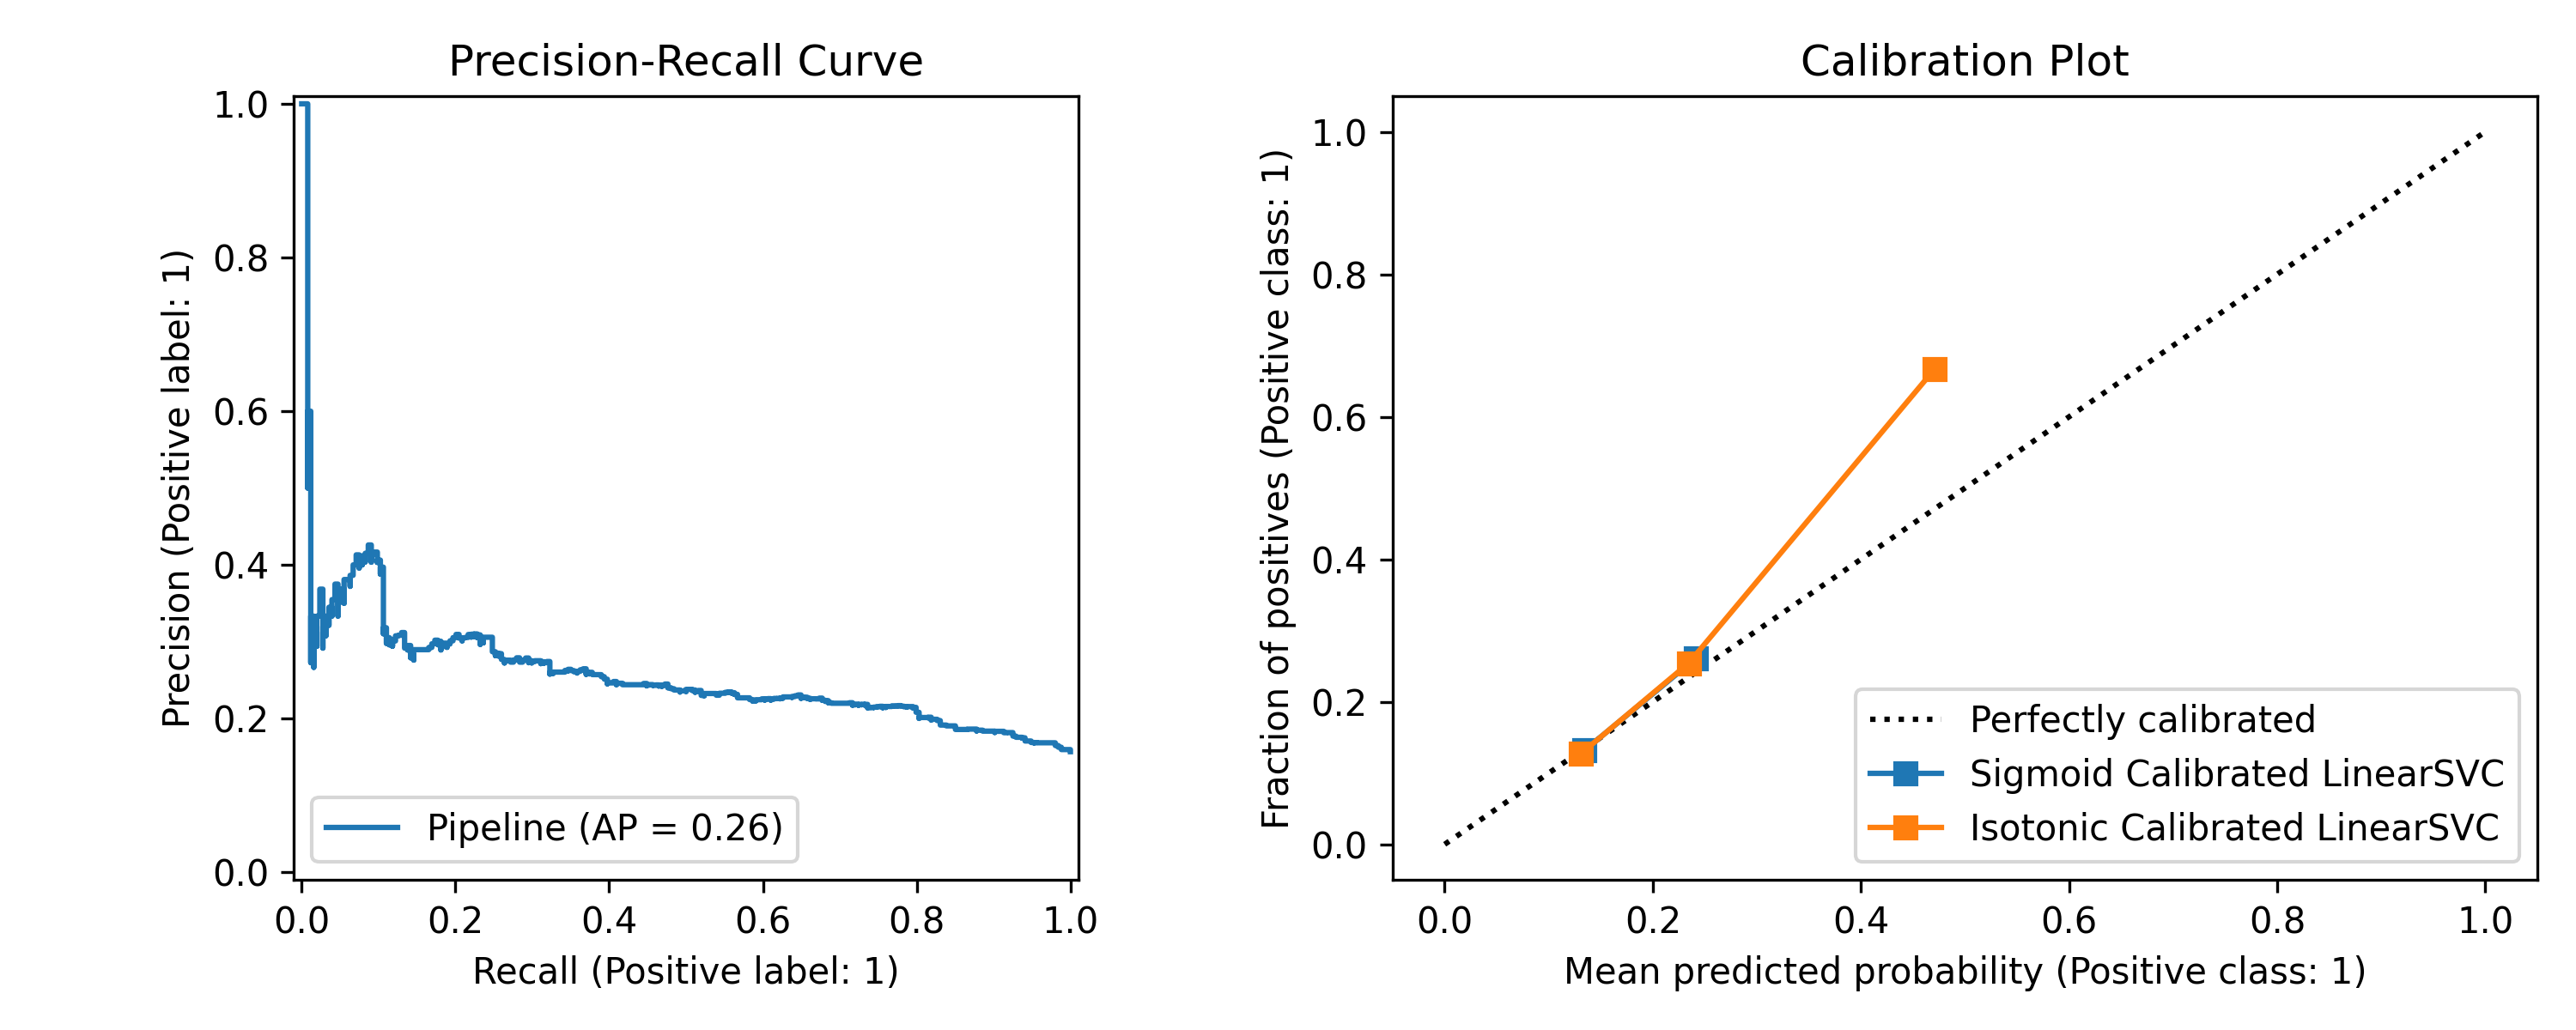 Precision-Recall Curve
Precision (Positive label: 1)
1.0
0.8
0.6
0.4
0.2
0.0
Pipeline (AP = 0.26)
0.0 0.2 0.4 0.6 0.8 1.0
Recall (Positive label: 1)
Calibration Plot
Fraction of positives (Positive class: 1)
1.0
0.8
0.6
0.4
0.2
0.0
Perfectly calibrated
Sigmoid Calibrated LinearSVC
Isotonic Calibrated LinearSVC
0.0 0.2 0.4 0.6 0.8 1.0
Mean predicted probability (Positive class: 1)